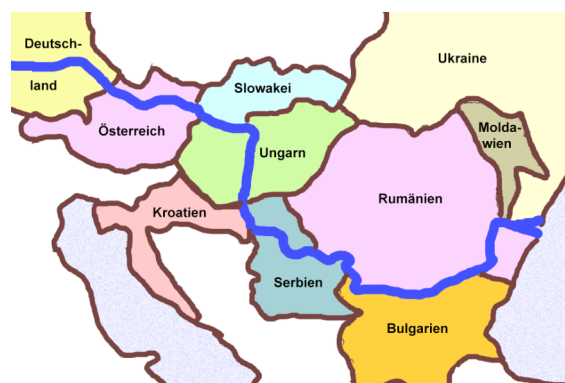 Deutsch-
land
Österreich
Slowakei
Ungarn
Kroatien
Serbien
Rumänien
Bulgarien
Ukraine
Molda-
wien